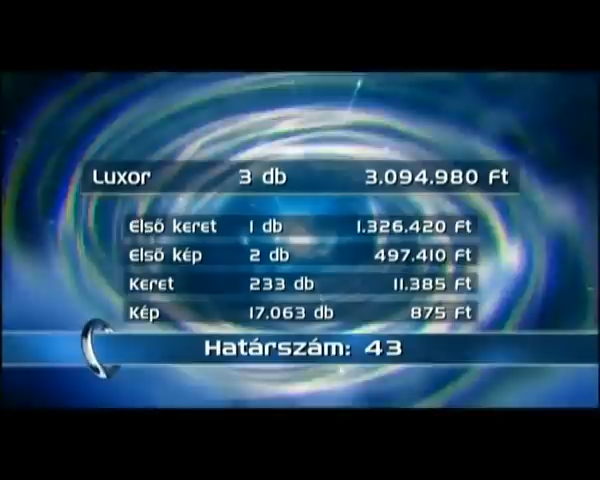 Luxor 3 db 3.094.980 Ft
Első keret 1 db 1.326.420 Ft
Első kép 2 db 497.410 Ft
Keret 233 db 11.385 Ft
Kép 17.063 db 875 Ft
Határszám: 43